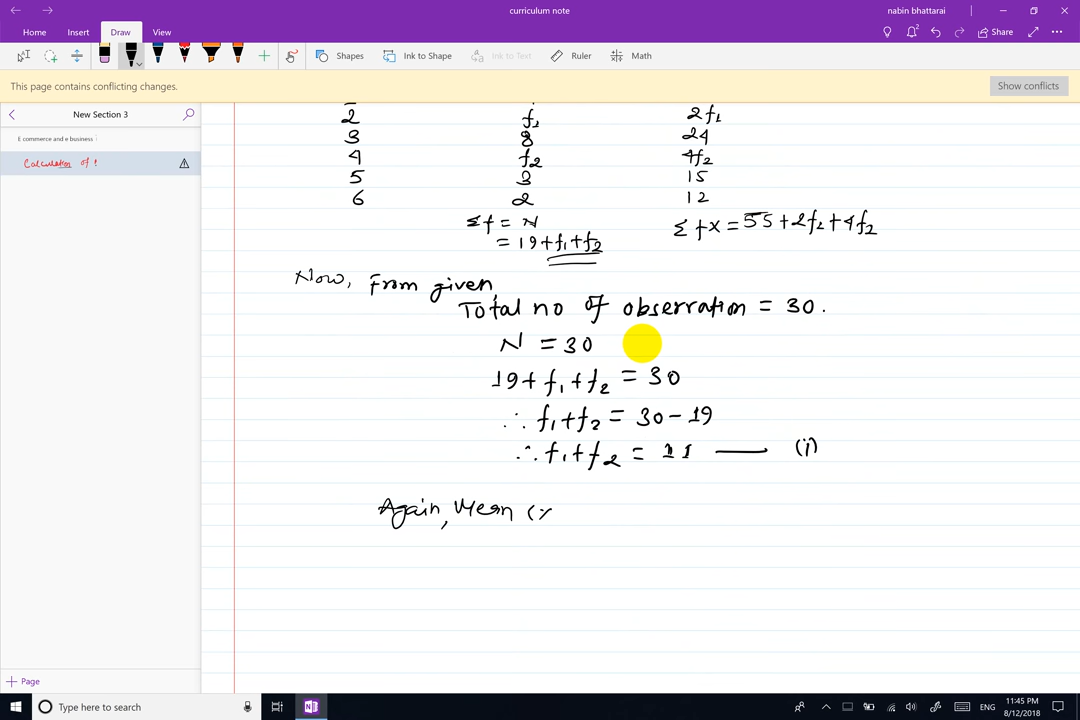 curriculum note
nabin bhattarai
Home Insert Draw View
Share
Shapes Ink to Shape Ink to Text Ruler Math
This page contains conflicting changes.
Show conflicts
New Section 3
E commerce and e business
Calculation of
2 f₁ 2f₁
3 8 24
4 f₂ 4f₂
5 3 15
6 2 12
Σf = N
= 19+f₁+f₂
Σfx = 55+2f₁+4f₂
Now, From given,
Total no of observation = 30.
N = 30
19+f₁+f₂ = 30
∴ f₁+f₂ = 30-19
∴ f₁+f₂ = 11 — (i)
Again, Mean (x
+ Page
Type here to search
ENG
11:45 PM
8/12/2018